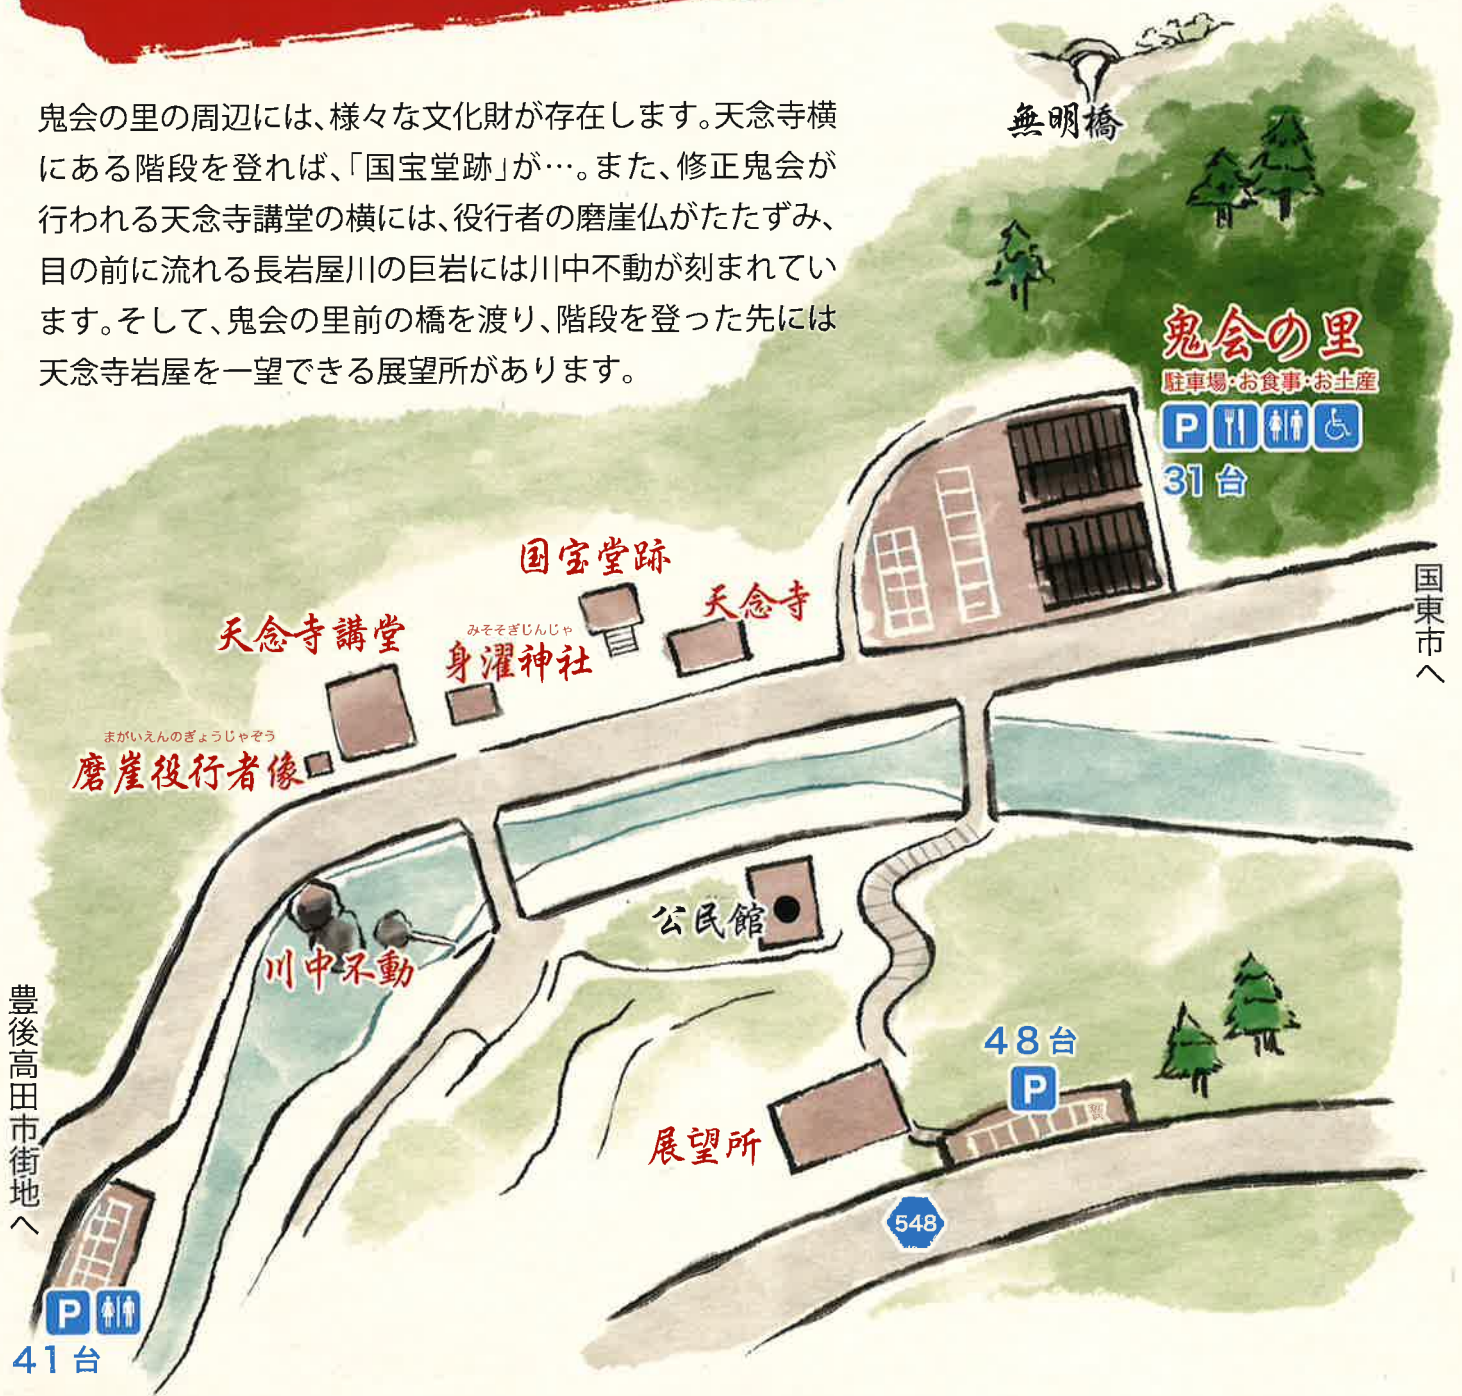 鬼会の里の周辺には、様々な文化財が存在します。天念寺横
にある階段を登れば、「国宝堂跡」が…。また、修正鬼会が
行われる天念寺講堂の横には、役行者の磨崖仏がたたずみ、
目の前に流れる長岩屋川の巨岩には川中不動が刻まれてい
ます。そして、鬼会の里前の橋を渡り、階段を登った先には
天念寺岩屋を一望できる展望所があります。
無明橋
鬼会の里
駐車場・お食事・お土産
P
31台
国東市へ
国宝堂跡
天念寺
天念寺講堂
みそそぎじんじゃ
身濯神社
まがいえんのぎょうじゃぞう
磨崖役行者像
公民館
川中不動
豊後高田市街地へ
48台
P
展望所
548
P
41台